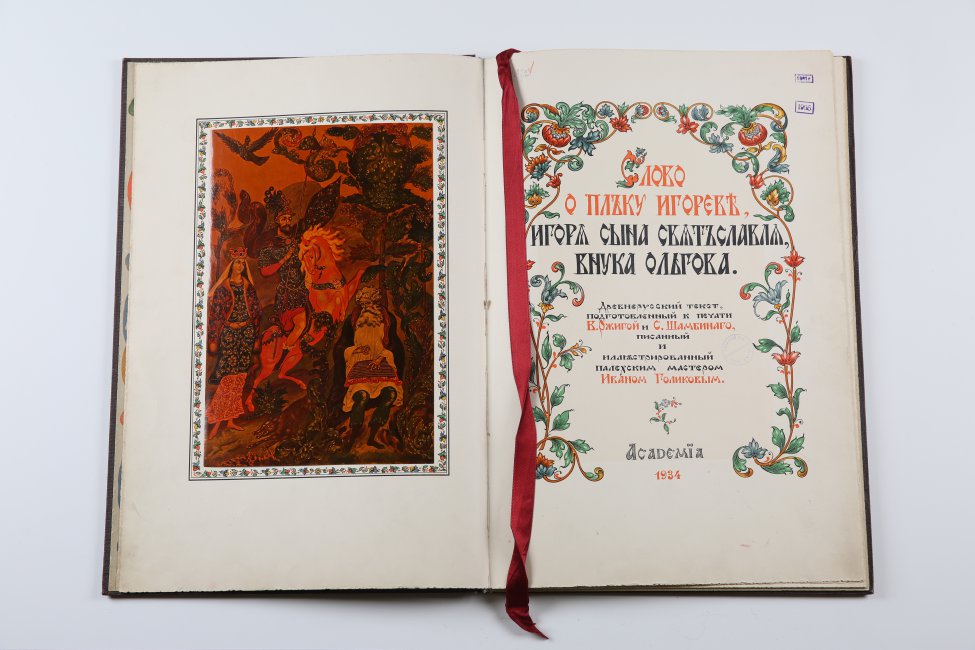 Слово
о плъку Игоревѣ,
Игоря сына Святъславля,
внука Ольгова.
Древнерусский текст,
подготовленный к печати
В. Ржигой и С. Шамбинаго,
писанный
и
иллюстрированный
палехским мастером
Иваном Голиковым.
Academïa
1934